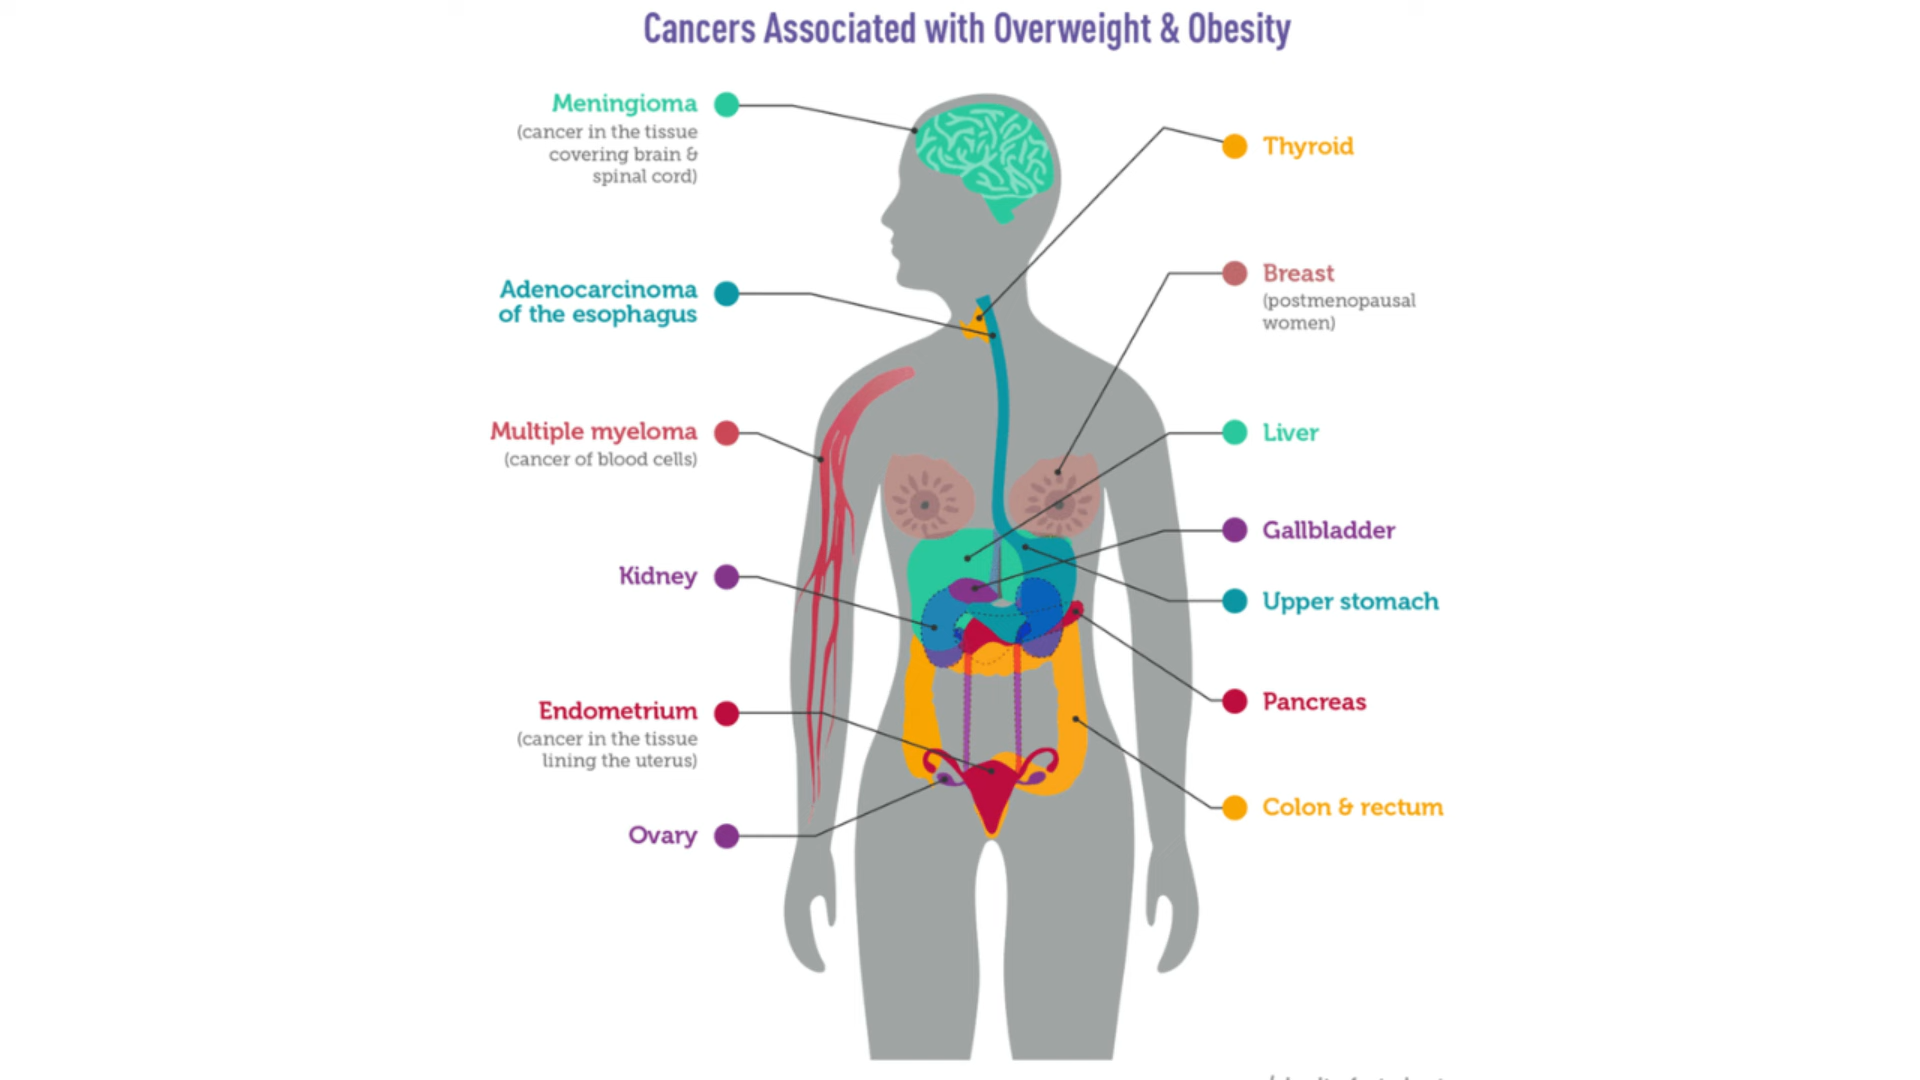 Cancers Associated with Overweight & Obesity
Meningioma
(cancer in the tissue
covering brain &
spinal cord)
Adenocarcinoma
of the esophagus
Multiple myeloma
(cancer of blood cells)
Kidney
Endometrium
(cancer in the tissue
lining the uterus)
Ovary
Thyroid
Breast
(postmenopausal
women)
Liver
Gallbladder
Upper stomach
Pancreas
Colon & rectum